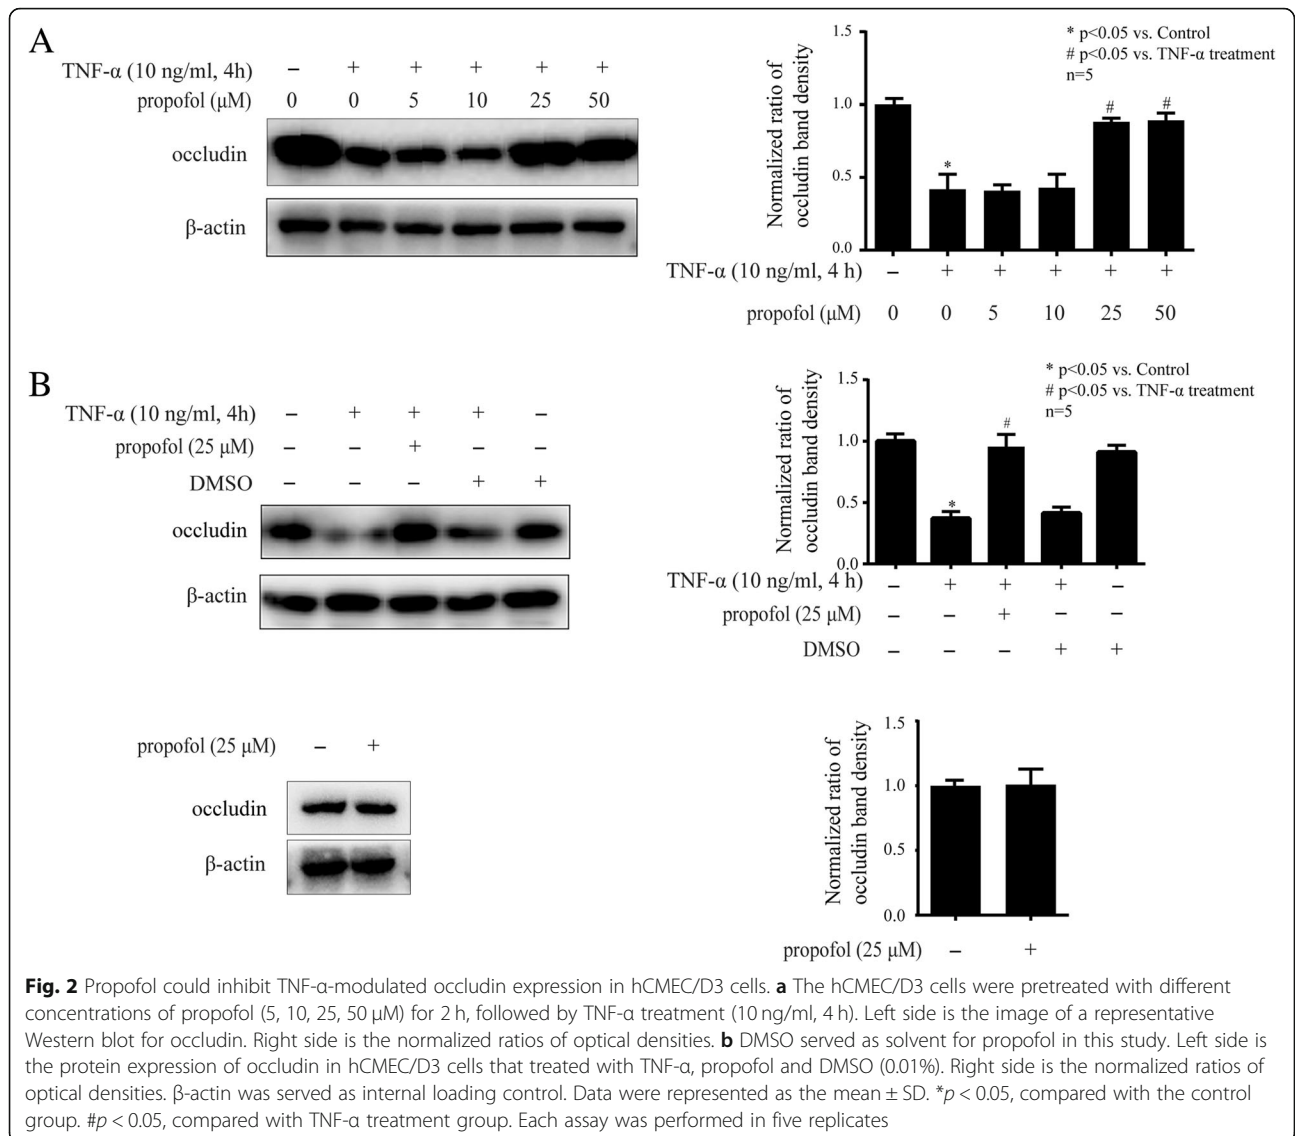 A
TNF-α (10 ng/ml, 4h) – + + + + +
propofol (μM) 0 0 5 10 25 50
occludin
β-actin
Normalized ratio of
occludin band density
1.5
1.0
0.5
0.0
* p<0.05 vs. Control
# p<0.05 vs. TNF-α treatment
n=5
*
#
#
TNF-α (10 ng/ml, 4 h) – + + + + +
propofol (μM) 0 0 5 10 25 50
B
TNF-α (10 ng/ml, 4h) – + + + –
propofol (25 μM) – – + – –
DMSO – – – + +
occludin
β-actin
Normalized ratio of
occludin band density
1.5
1.0
0.5
0.0
* p<0.05 vs. Control
# p<0.05 vs. TNF-α treatment
n=5
*
#
TNF-α (10 ng/ml, 4 h) – + + + –
propofol (25 μM) – – + – –
DMSO – – – + +
propofol (25 μM) – +
occludin
β-actin
Normalized ratio of
occludin band density
1.5
1.0
0.5
0.0
propofol (25 μM) – +
Fig. 2 Propofol could inhibit TNF-α-modulated occludin expression in hCMEC/D3 cells. a The hCMEC/D3 cells were pretreated with different
concentrations of propofol (5, 10, 25, 50 μM) for 2 h, followed by TNF-α treatment (10 ng/ml, 4 h). Left side is the image of a representative
Western blot for occludin. Right side is the normalized ratios of optical densities. b DMSO served as solvent for propofol in this study. Left side is
the protein expression of occludin in hCMEC/D3 cells that treated with TNF-α, propofol and DMSO (0.01%). Right side is the normalized ratios of
optical densities. β-actin was served as internal loading control. Data were represented as the mean ± SD. *p < 0.05, compared with the control
group. #p < 0.05, compared with TNF-α treatment group. Each assay was performed in five replicates